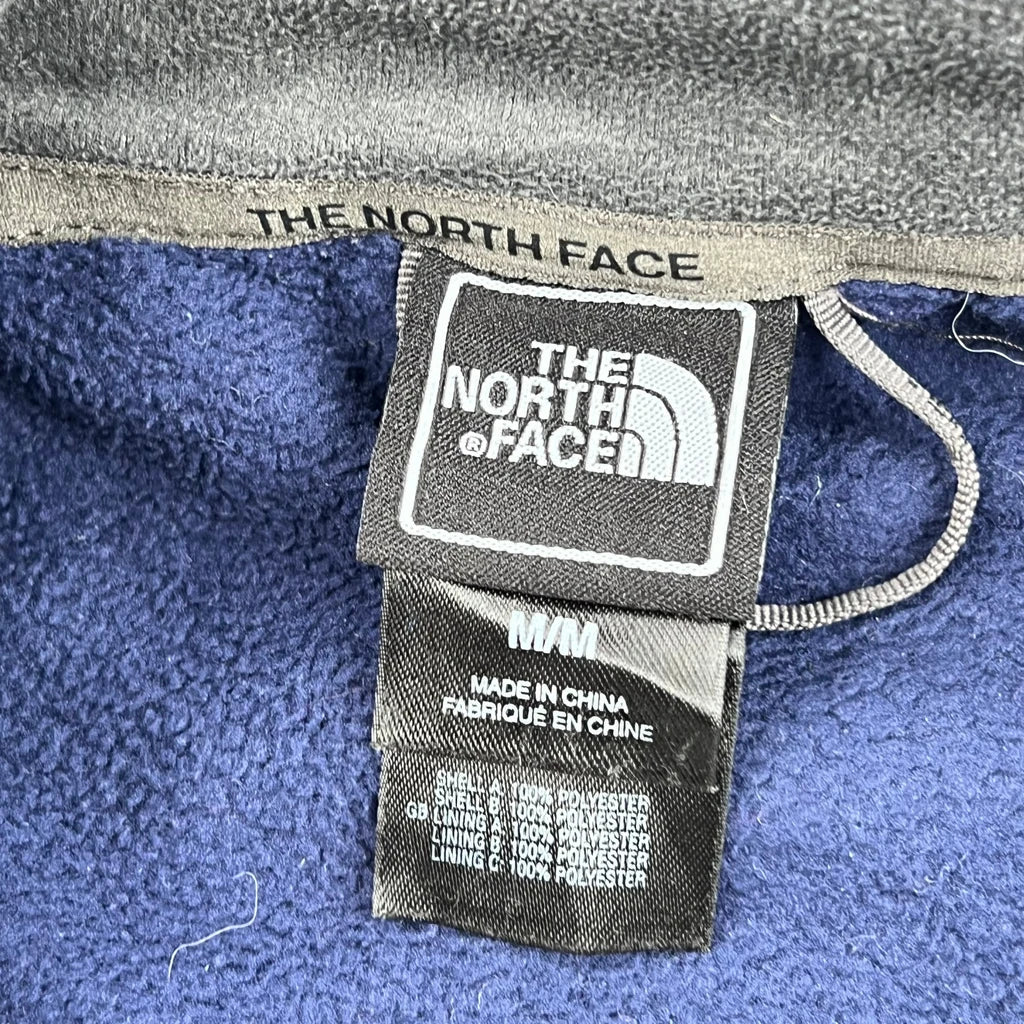 THE NORTH FACE
THE
NORTH
®FACE
M/M
MADE IN CHINA
FABRIQUÉ EN CHINE
SHELL A: 100% POLYESTER
SHELL B: 100% POLYESTER
GB LINING A: 100% POLYESTER
LINING B: 100% POLYESTER
LINING C: 100% POLYESTER